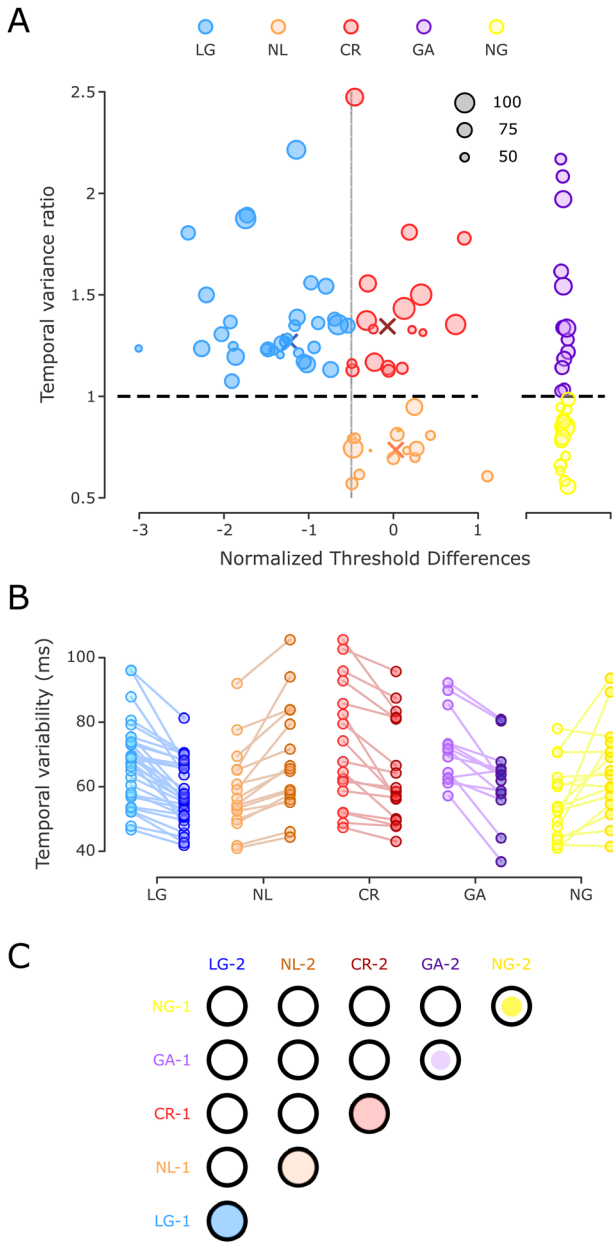 A
LG NL CR GA NG
2.5
100
75
50
2
Temporal variance ratio
1.5
1
0.5
-3 -2 -1 0 1
Normalized Threshold Differences
B
Temporal variability (ms)
100
80
60
40
LG NL CR GA NG
C
LG-2 NL-2 CR-2 GA-2 NG-2
NG-1
GA-1
CR-1
NL-1
LG-1